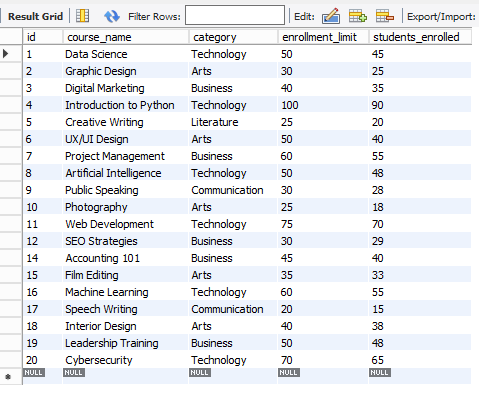 Result Grid Filter Rows: Edit: Export/Import:
id course_name category enrollment_limit students_enrolled
1 Data Science Technology 50 45
2 Graphic Design Arts 30 25
3 Digital Marketing Business 40 35
4 Introduction to Python Technology 100 90
5 Creative Writing Literature 25 20
6 UX/UI Design Arts 50 40
7 Project Management Business 60 55
8 Artificial Intelligence Technology 50 48
9 Public Speaking Communication 30 28
10 Photography Arts 25 18
11 Web Development Technology 75 70
12 SEO Strategies Business 30 29
14 Accounting 101 Business 45 40
15 Film Editing Arts 35 33
16 Machine Learning Technology 60 55
17 Speech Writing Communication 20 15
18 Interior Design Arts 40 38
19 Leadership Training Business 50 48
20 Cybersecurity Technology 70 65
NULL NULL NULL NULL NULL